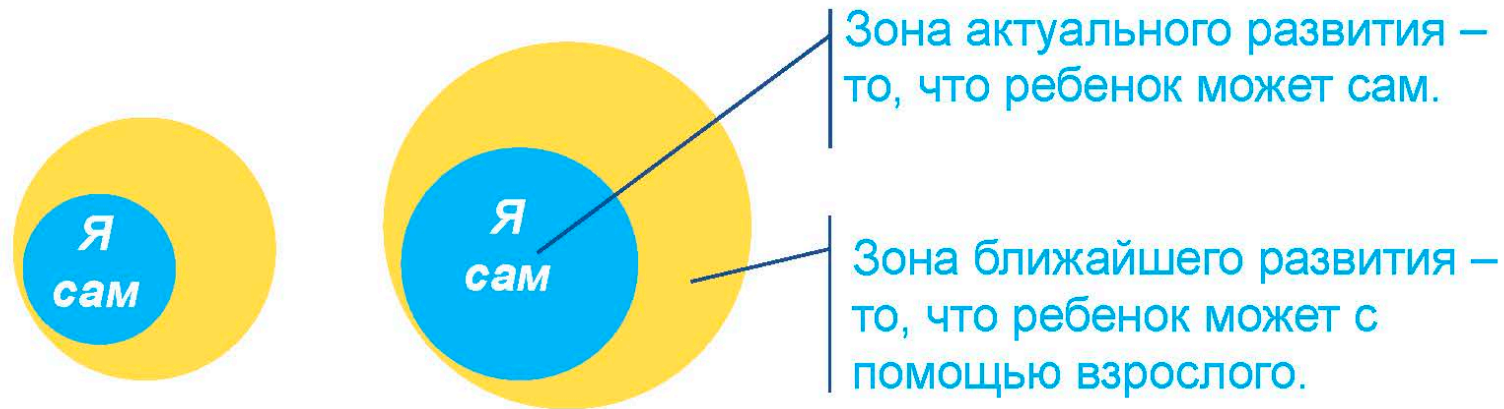 Я
сам
Я
сам
Зона актуального развития –
то, что ребенок может сам.
Зона ближайшего развития –
то, что ребенок может с
помощью взрослого.